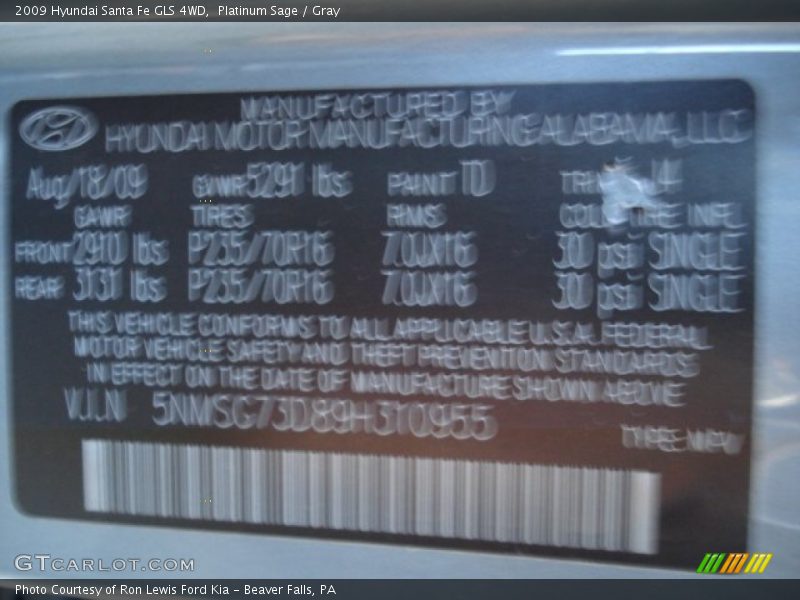 2009 Hyundai Santa Fe GLS 4WD,  Platinum Sage / Gray
MANUFACTURED BY
HYUNDAI MOTOR MANUFACTURING ALABAMA, LLC
Aug/18/09 GVWR 5291 lbs PAINT TRIM
GAWR TIRES RIMS COLD TIRE INFL
FRONT 2910 lbs P235/70R16 7.0JX16 30 psi SINGLE
REAR 3131 lbs P235/70R16 7.0JX16 30 psi SINGLE
THIS VEHICLE CONFORMS TO ALL APPLICABLE U.S.A. FEDERAL
MOTOR VEHICLE SAFETY AND THEFT PREVENTION STANDARDS
IN EFFECT ON THE DATE OF MANUFACTURE SHOWN ABOVE
V.I.N 5NMSG73D89H310955
TYPE:MPV
GTCARLOT.COM
Photo Courtesy of Ron Lewis Ford Kia - Beaver Falls, PA